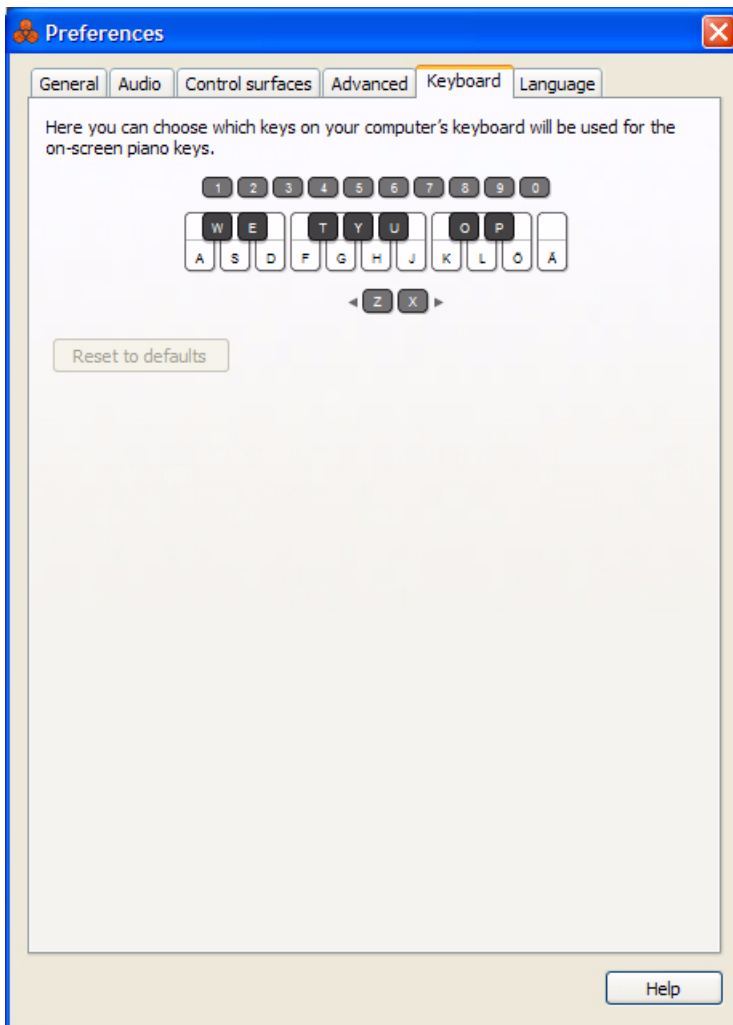 Preferences
General Audio Control surfaces Advanced Keyboard Language
Here you can choose which keys on your computer's keyboard will be used for the
on-screen piano keys.
1 2 3 4 5 6 7 8 9 0
W E T Y U O P
A S D F G H J K L Ö Ä
Z X
Reset to defaults
Help